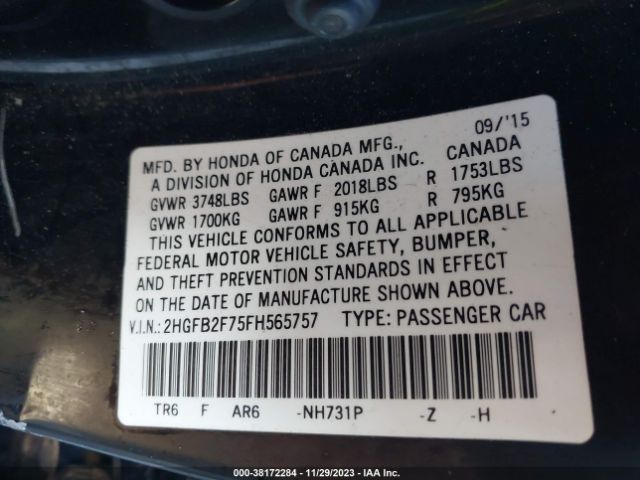 09/'15
MFD. BY HONDA OF CANADA MFG., CANADA
A DIVISION OF HONDA CANADA INC.
GVWR 3748LBS GAWR F 2018LBS R 1753LBS
GVWR 1700KG GAWR F 915KG R 795KG
THIS VEHICLE CONFORMS TO ALL APPLICABLE
FEDERAL MOTOR VEHICLE SAFETY, BUMPER,
AND THEFT PREVENTION STANDARDS IN EFFECT
ON THE DATE OF MANUFACTURE SHOWN ABOVE.
V.I.N.: 2HGFB2F75FH565757 TYPE: PASSENGER CAR
TR6 F AR6 -NH731P -Z -H
000-38172284 | 11/29/2023 | IAA Inc.